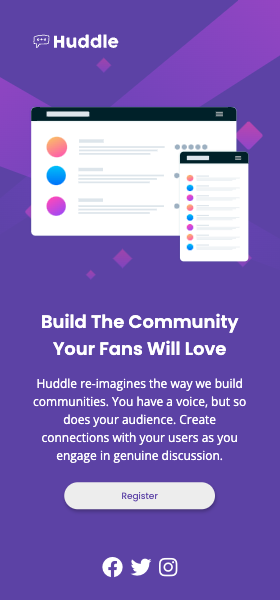 Huddle
Build The Community
Your Fans Will Love
Huddle re-imagines the way we build
communities. You have a voice, but so
does your audience. Create
connections with your users as you
engage in genuine discussion.
Register